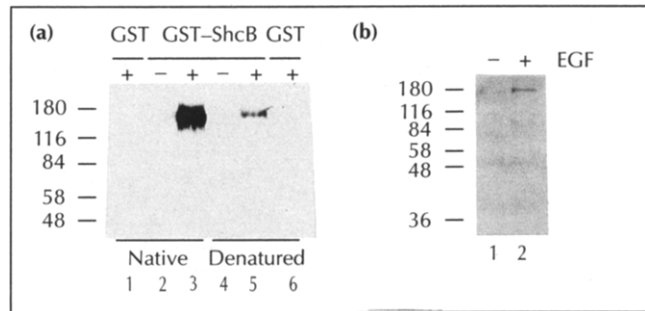 (a)
GST GST–ShcB GST
+ − + − + +
180 —
116 —
84 —
58 —
48 —
Native Denatured
1 2 3 4 5 6
(b)
− + EGF
180 —
116 —
84 —
58 —
48 —
36 —
1 2